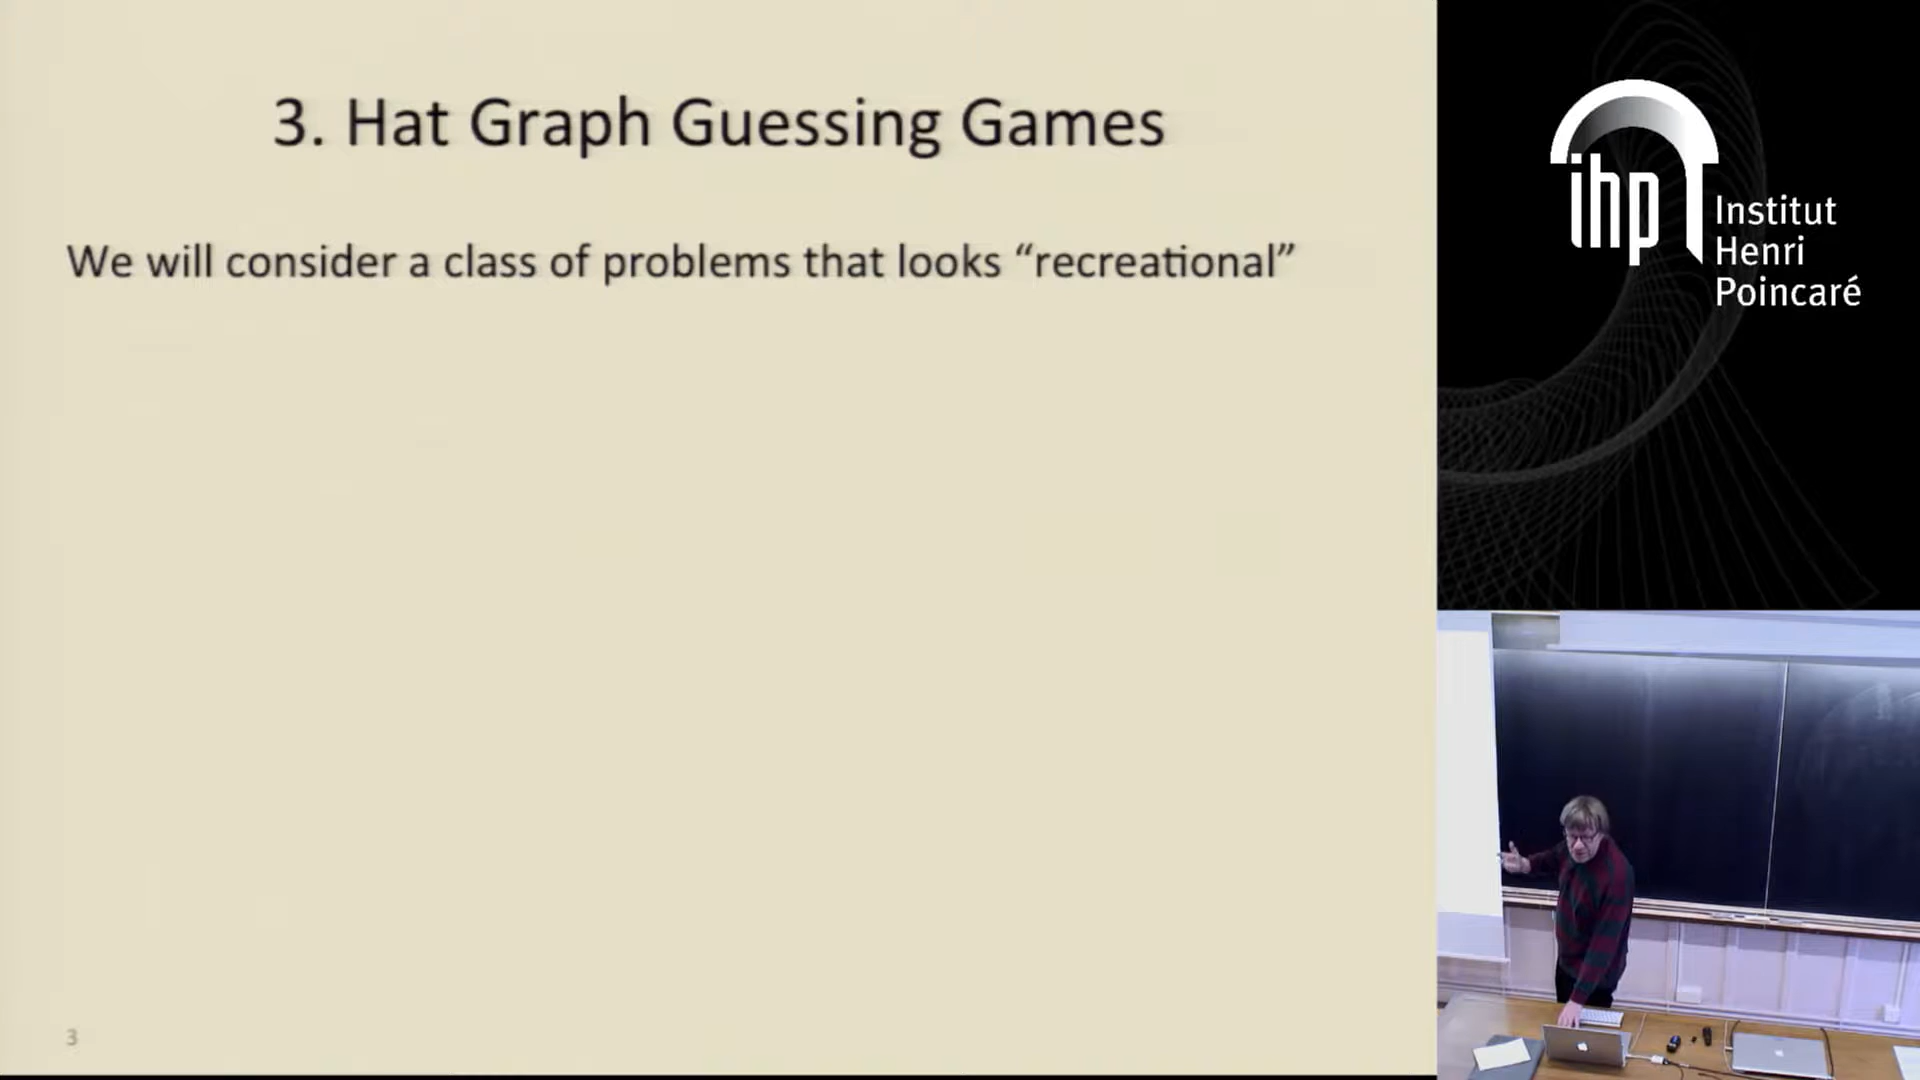 3. Hat Graph Guessing Games
We will consider a class of problems that looks “recreational”
3
ihp Institut
Henri
Poincaré